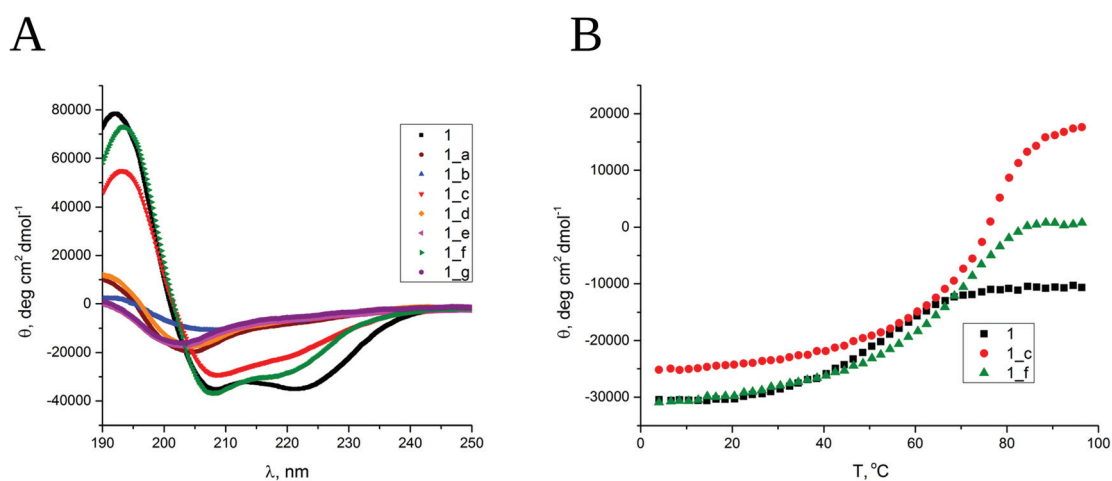 A
B
θ, deg cm² dmol⁻¹
80000
60000
40000
20000
0
-20000
-40000
190
200
210
220
230
240
250
λ, nm
1
1_a
1_b
1_c
1_d
1_e
1_f
1_g
θ, deg cm² dmol⁻¹
20000
10000
0
-10000
-20000
-30000
0
20
40
60
80
100
T, °C
1
1_c
1_f